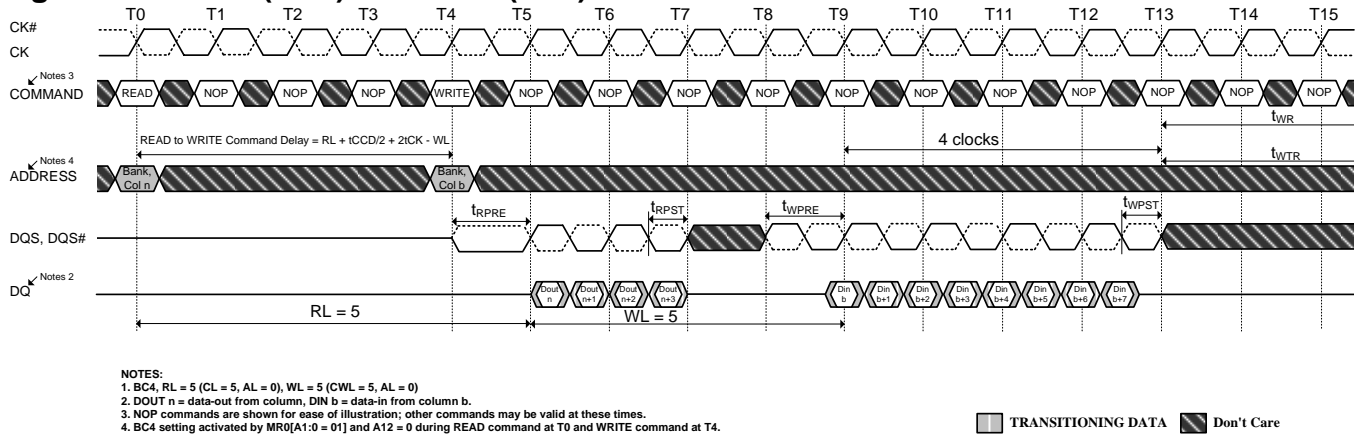 T0 T1 T2 T3 T4 T5 T6 T7 T8 T9 T10 T11 T12 T13 T14 T15
CK#
CK
Notes 3
COMMAND
READ NOP NOP NOP WRITE NOP NOP NOP NOP NOP NOP NOP NOP NOP NOP NOP
tWR
READ to WRITE Command Delay = RL + tCCD/2 + 2tCK - WL
4 clocks
tWTR
Notes 4
ADDRESS
Bank, Col n
Bank, Col b
tRPRE tRPST tWPRE tWPST
DQS, DQS#
Notes 2
DQ
Dout n Dout n+1 Dout n+2 Dout n+3 Din b Din b+1 Din b+2 Din b+3 Din b+4 Din b+5 Din b+6 Din b+7
RL = 5 WL = 5
NOTES:
1. BC4, RL = 5 (CL = 5, AL = 0), WL = 5 (CWL = 5, AL = 0)
2. DOUT n = data-out from column, DIN b = data-in from column b.
3. NOP commands are shown for ease of illustration; other commands may be valid at these times.
4. BC4 setting activated by MR0[A1:0 = 01] and A12 = 0 during READ command at T0 and WRITE command at T4.
TRANSITIONING DATA Don't Care